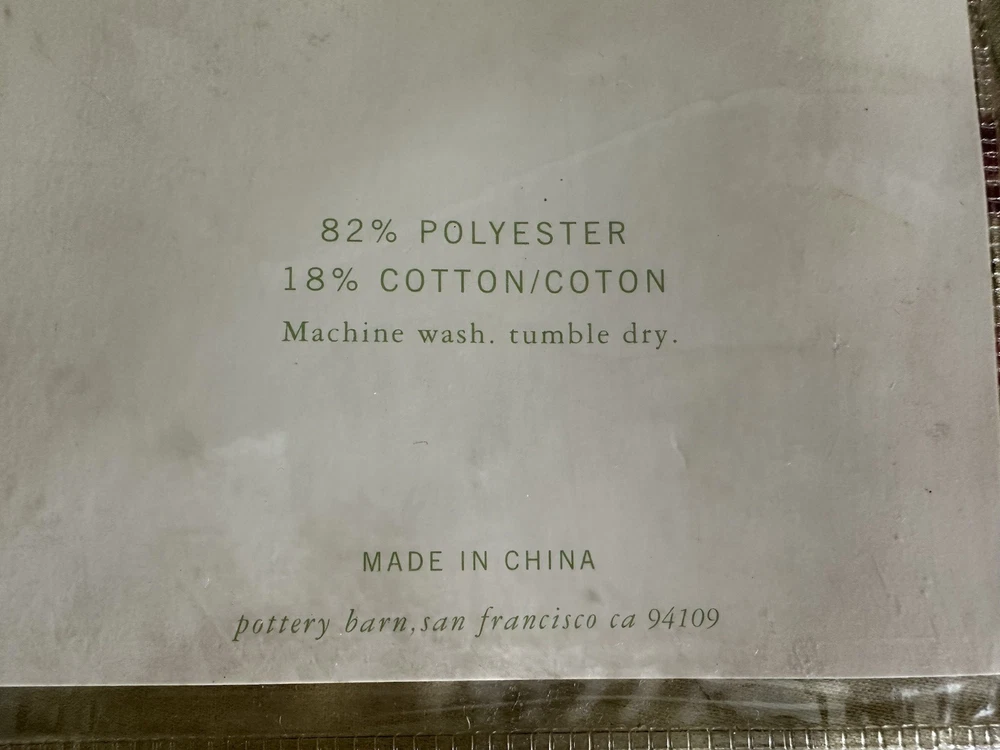 82% POLYESTER
18% COTTON/COTON
Machine wash. tumble dry.
MADE IN CHINA
pottery barn,san francisco ca 94109